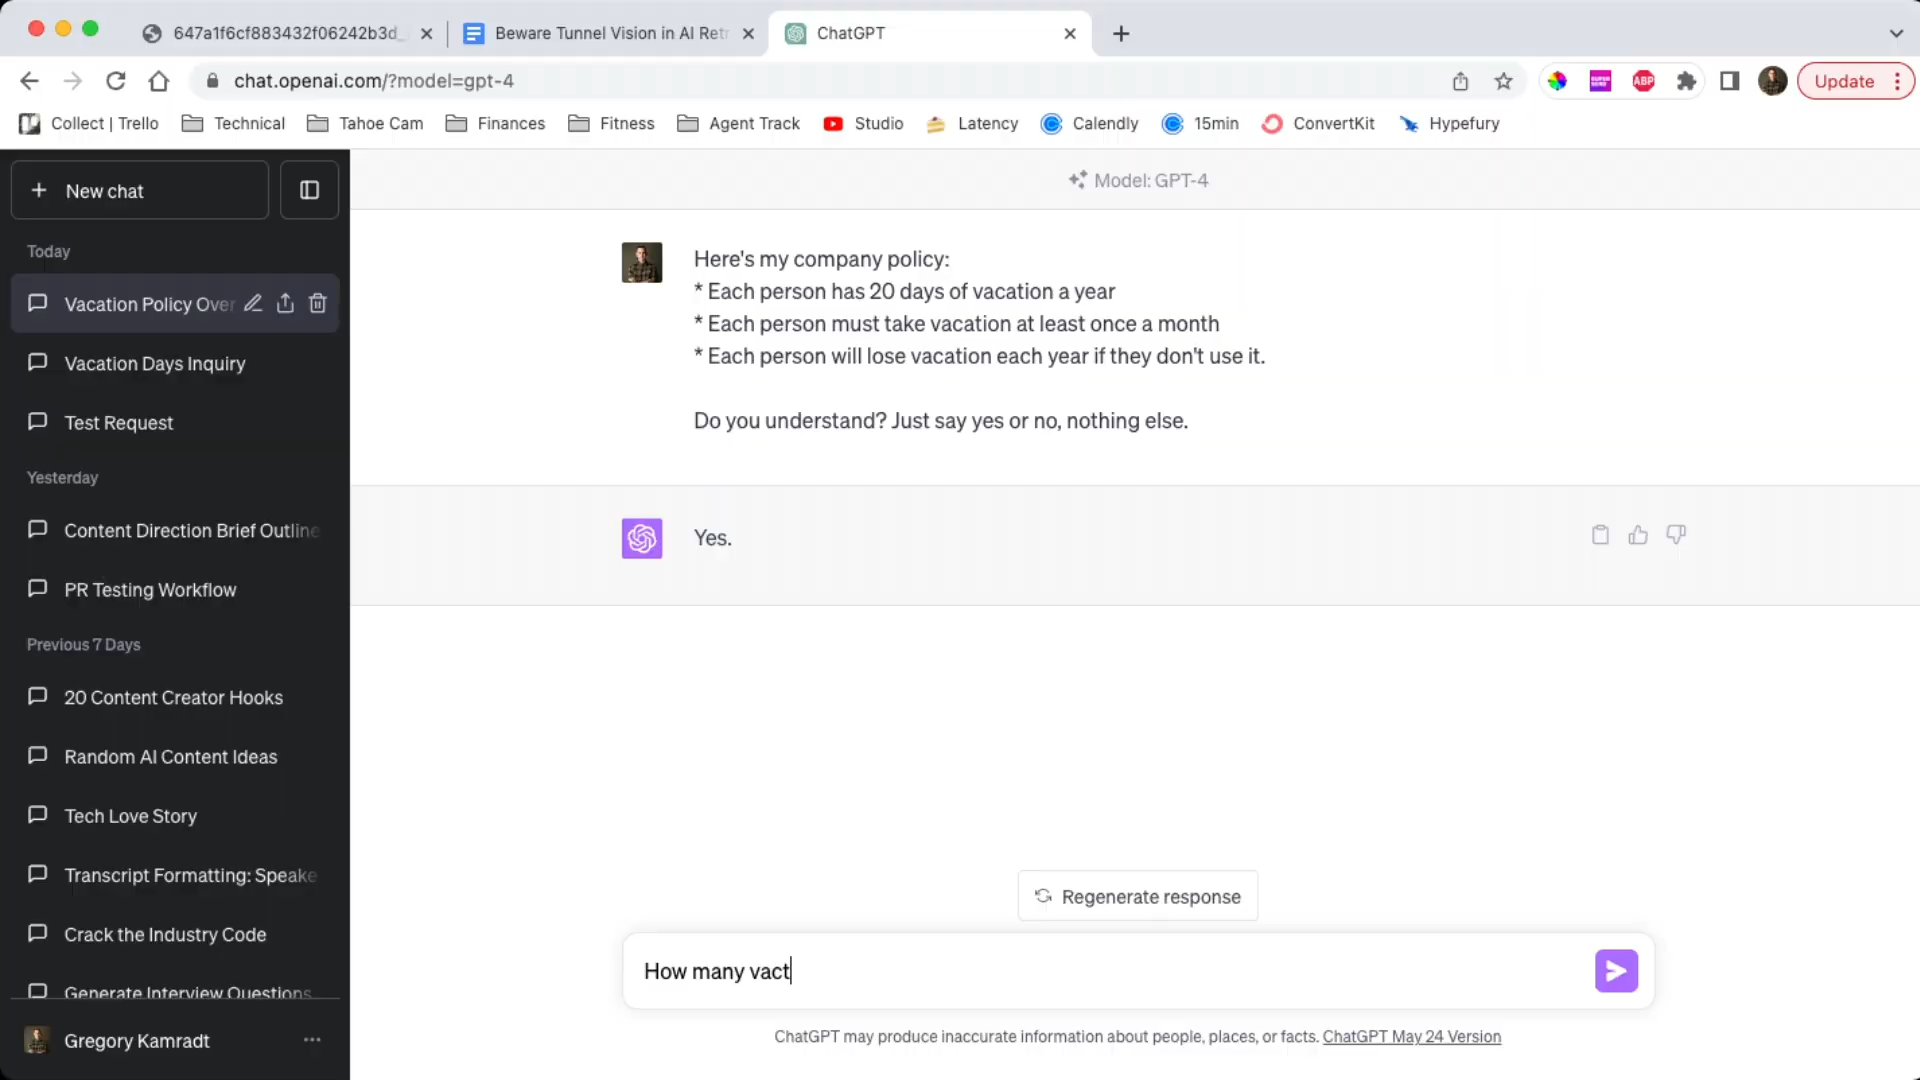 647a1f6cf883432f06242b3d_
Beware Tunnel Vision in AI Retr
ChatGPT
chat.openai.com/?model=gpt-4
ABP
Update
Collect | Trello
Technical
Tahoe Cam
Finances
Fitness
Agent Track
Studio
Latency
Calendly
15min
ConvertKit
Hypefury
New chat
Today
Vacation Policy Over
Vacation Days Inquiry
Test Request
Yesterday
Content Direction Brief Outline
PR Testing Workflow
Previous 7 Days
20 Content Creator Hooks
Random AI Content Ideas
Tech Love Story
Transcript Formatting: Speake
Crack the Industry Code
Generate Interview Questions
Gregory Kamradt
Model: GPT-4
Here's my company policy:
* Each person has 20 days of vacation a year
* Each person must take vacation at least once a month
* Each person will lose vacation each year if they don't use it.
Do you understand? Just say yes or no, nothing else.
Yes.
Regenerate response
How many vact
ChatGPT may produce inaccurate information about people, places, or facts. ChatGPT May 24 Version